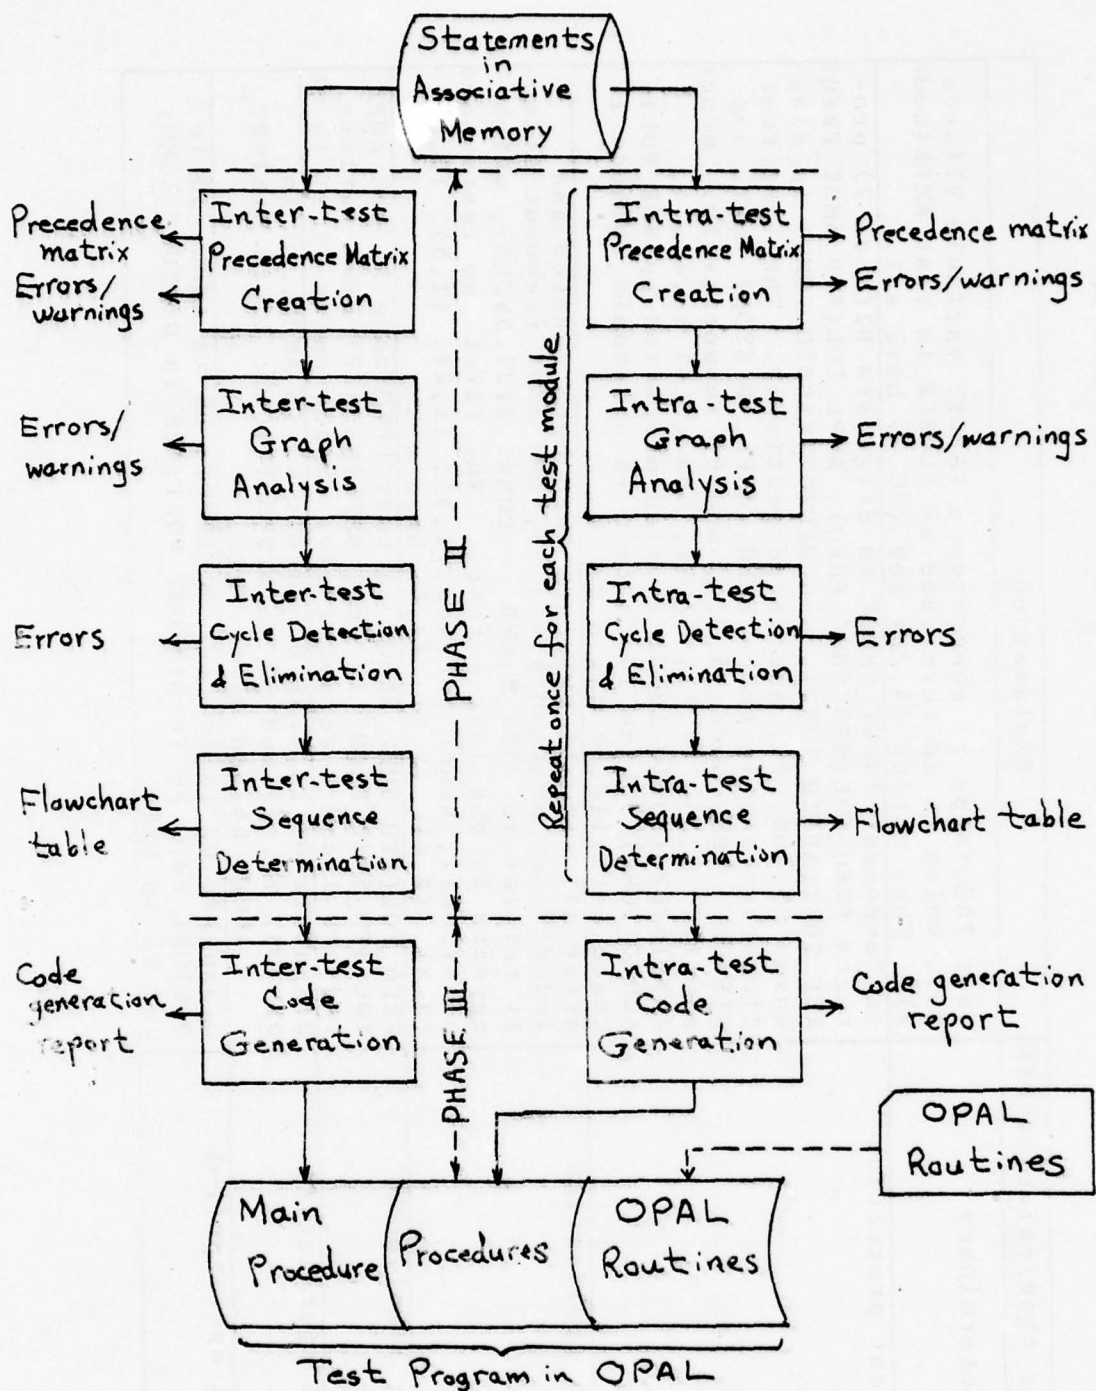 Statements
in
Associative
Memory
Inter-test
Precedence Matrix
Creation
Precedence
matrix
Errors/
warnings
Inter-test
Graph
Analysis
Errors/
warnings
Inter-test
Cycle Detection
& Elimination
Errors
Inter-test
Sequence
Determination
Flowchart
table
PHASE II
Repeat once for each test module
Intra-test
Precedence Matrix
Creation
Precedence matrix
Errors/warnings
Intra-test
Graph
Analysis
Errors/warnings
Intra-test
Cycle Detection
& Elimination
Errors
Intra-test
Sequence
Determination
Flowchart table
Inter-test
Code
Generation
Code
generation
report
PHASE III
Intra-test
Code
Generation
Code generation
report
OPAL
Routines
Main
Procedure
Procedures
OPAL
Routines
Test Program in OPAL